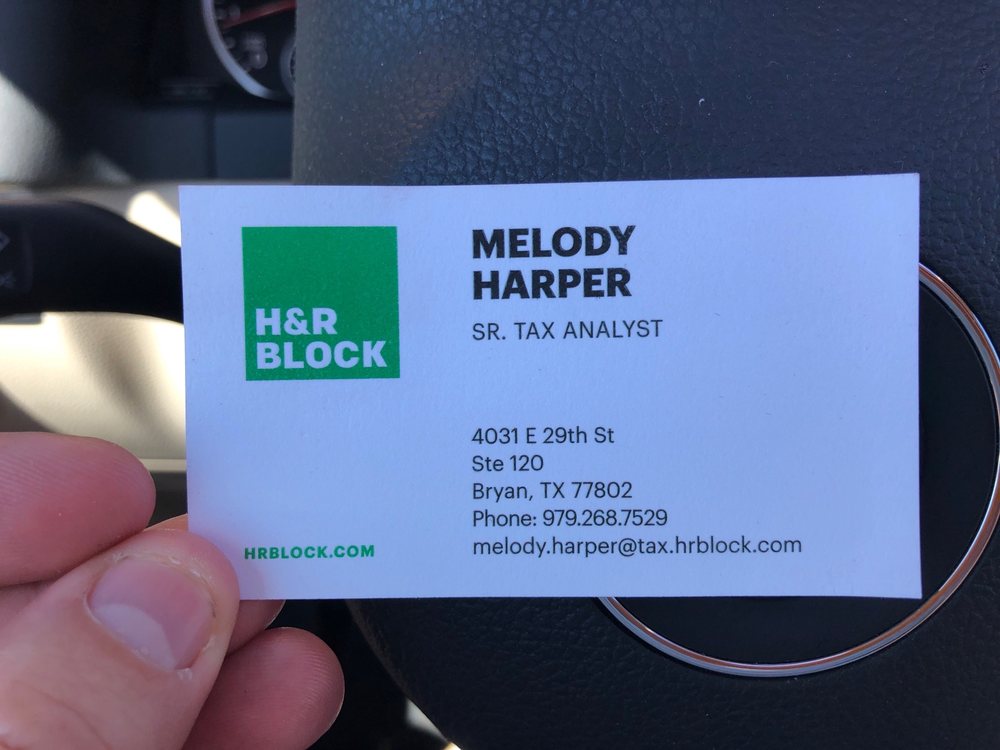 H&R
BLOCK
MELODY
HARPER
SR. TAX ANALYST
4031 E 29th St
Ste 120
Bryan, TX 77802
Phone: 979.268.7529
melody.harper@tax.hrblock.com
HRBLOCK.COM